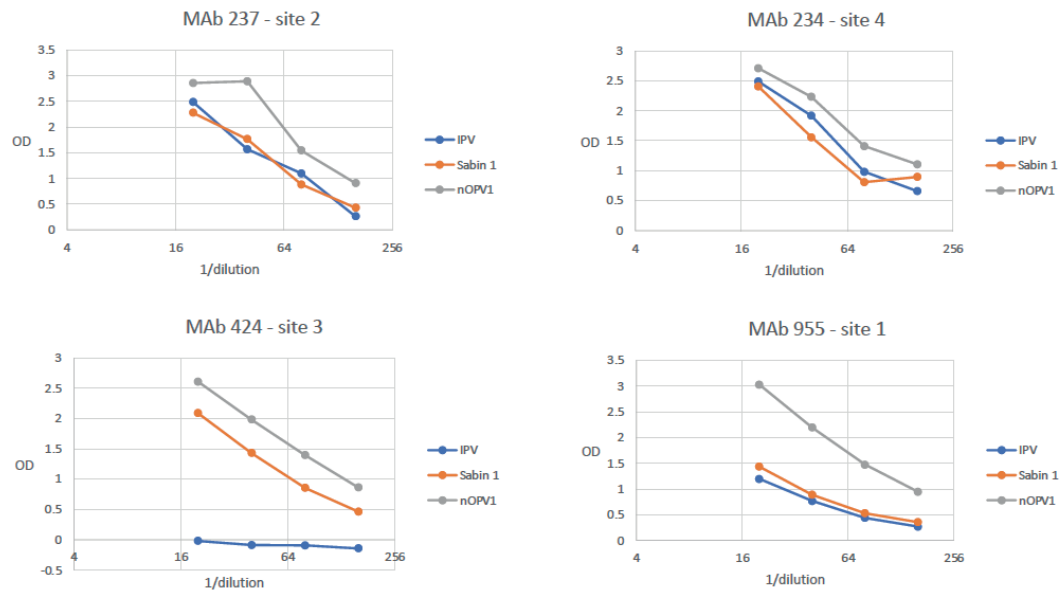 MAb 237 - site 2
3.5
3
2.5
2
1.5
1
0.5
0
OD
4 16 64 256
1/dilution
IPV
Sabin 1
nOPV1
MAb 234 - site 4
3
2.5
2
1.5
1
0.5
0
OD
4 16 64 256
1/dilution
IPV
Sabin 1
nOPV1
MAb 424 - site 3
3
2.5
2
1.5
1
0.5
0
-0.5
OD
4 16 64 256
1/dilution
IPV
Sabin 1
nOPV1
MAb 955 - site 1
3.5
3
2.5
2
1.5
1
0.5
0
OD
4 16 64 256
1/dilution
IPV
Sabin 1
nOPV1